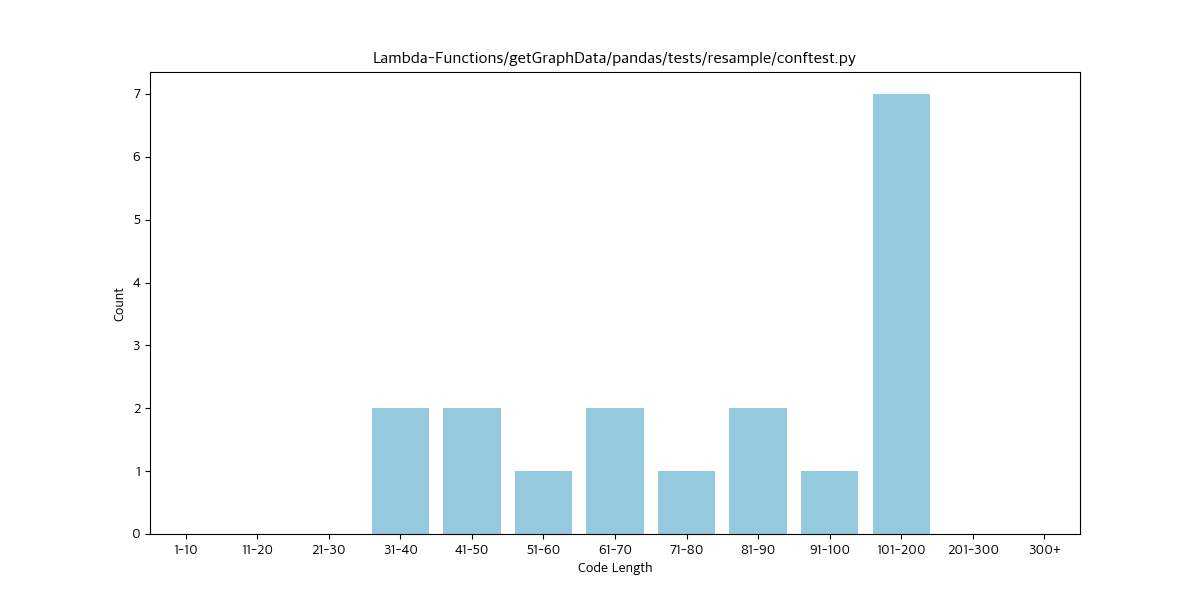 Lambda-Functions/getGraphData/pandas/tests/resample/conftest.py
7
6
5
4
3
2
1
0
Count
1-10 11-20 21-30 31-40 41-50 51-60 61-70 71-80 81-90 91-100 101-200 201-300 300+
Code Length